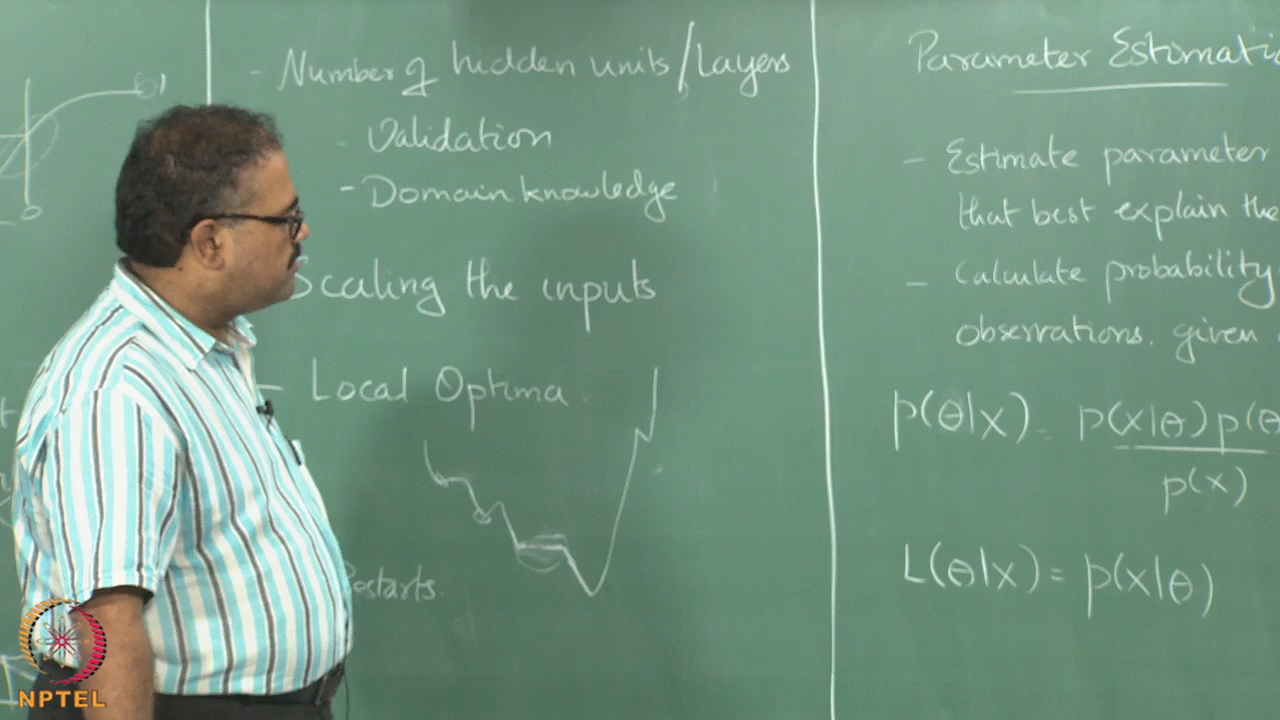 - Number of hidden units/Layers
- Validation
- Domain knowledge
Scaling the inputs
- Local Optima.
Restarts.
Parameter Estimati
- Estimate parameter
that best explain the
- Calculate probability
observations. given
p(θ|x) = p(x|θ) p(θ
p(x)
L(θ|x) = p(x|θ)
NPTEL